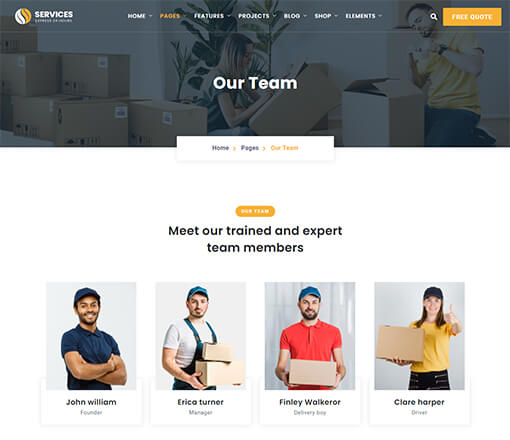 SERVICES
EXPRESS 24 HOURS
HOME PAGES FEATURES PROJECTS BLOG SHOP ELEMENTS
FREE QUOTE
Our Team
Home > Pages > Our Team
OUR TEAM
Meet our trained and expert
team members
John william
Founder
Erica turner
Manager
Finley Walkeror
Delivery boy
Clare harper
Driver